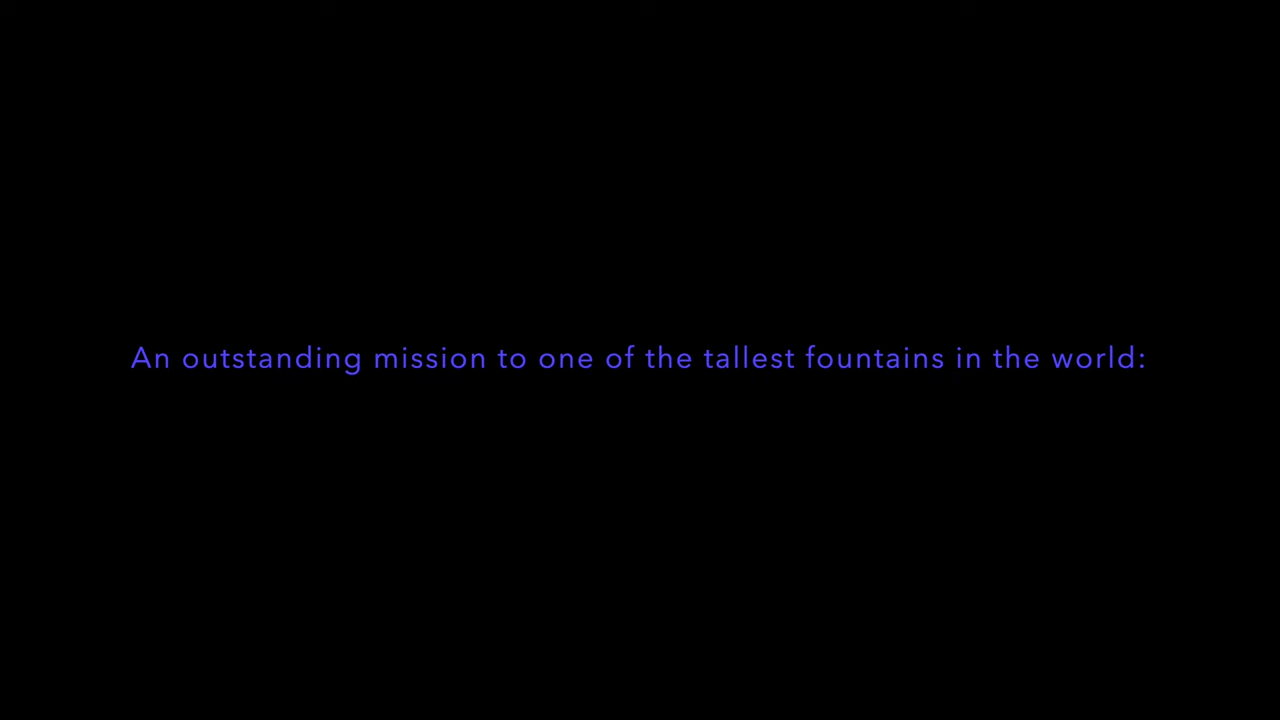 An outstanding mission to one of the tallest fountains in the world: